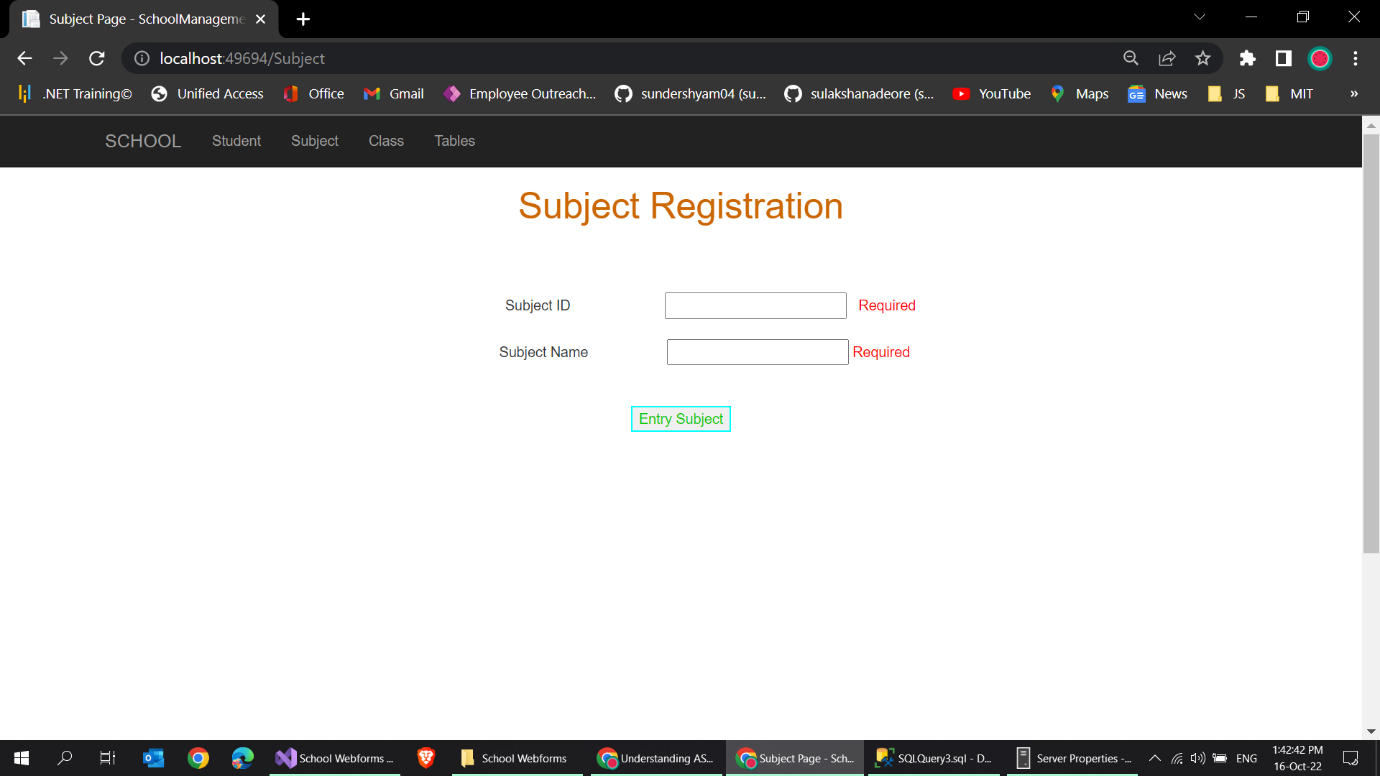 Subject Page - SchoolManageme
localhost:49694/Subject
.NET Training© Unified Access Office Gmail Employee Outreach... sundershyam04 (su... sulakshanadeore (s... YouTube Maps News JS MIT »
SCHOOL Student Subject Class Tables
Subject Registration
Subject ID Required
Subject Name Required
Entry Subject
School Webforms ... School Webforms Understanding AS... Subject Page - Sch... SQLQuery3.sql - D... Server Properties -... ENG 1:42:42 PM
16-Oct-22